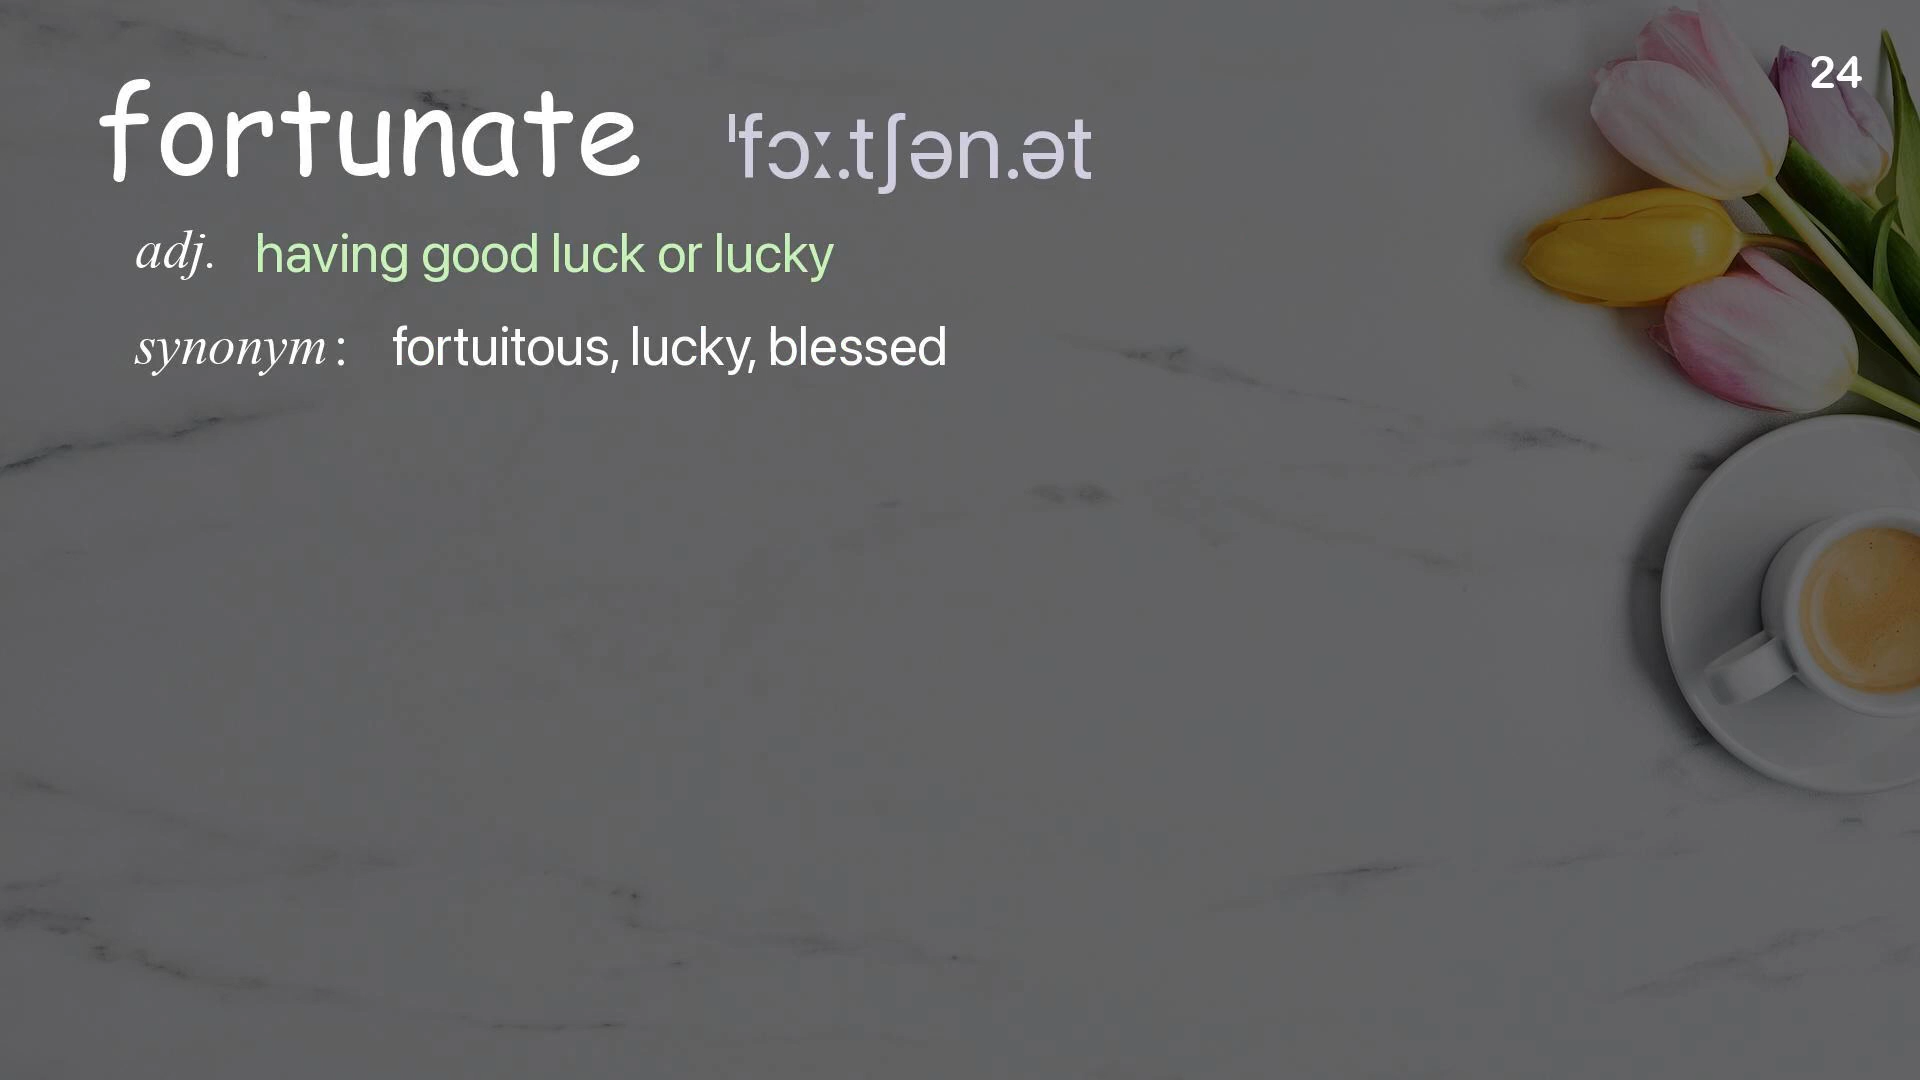 24
fortunate ˈfɔː.tʃən.ət
adj. having good luck or lucky
synonym: fortuitous, lucky, blessed